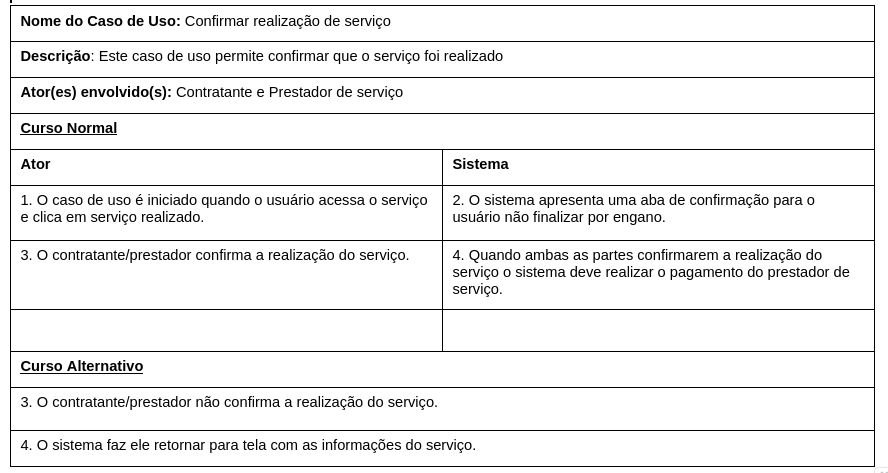 Nome do Caso de Uso: Confirmar realização de serviço
Descrição: Este caso de uso permite confirmar que o serviço foi realizado
Ator(es) envolvido(s): Contratante e Prestador de serviço
Curso Normal
Ator
Sistema
1. O caso de uso é iniciado quando o usuário acessa o serviço
e clica em serviço realizado.
2. O sistema apresenta uma aba de confirmação para o
usuário não finalizar por engano.
3. O contratante/prestador confirma a realização do serviço.
4. Quando ambas as partes confirmarem a realização do
serviço o sistema deve realizar o pagamento do prestador de
serviço.
Curso Alternativo
3. O contratante/prestador não confirma a realização do serviço.
4. O sistema faz ele retornar para tela com as informações do serviço.